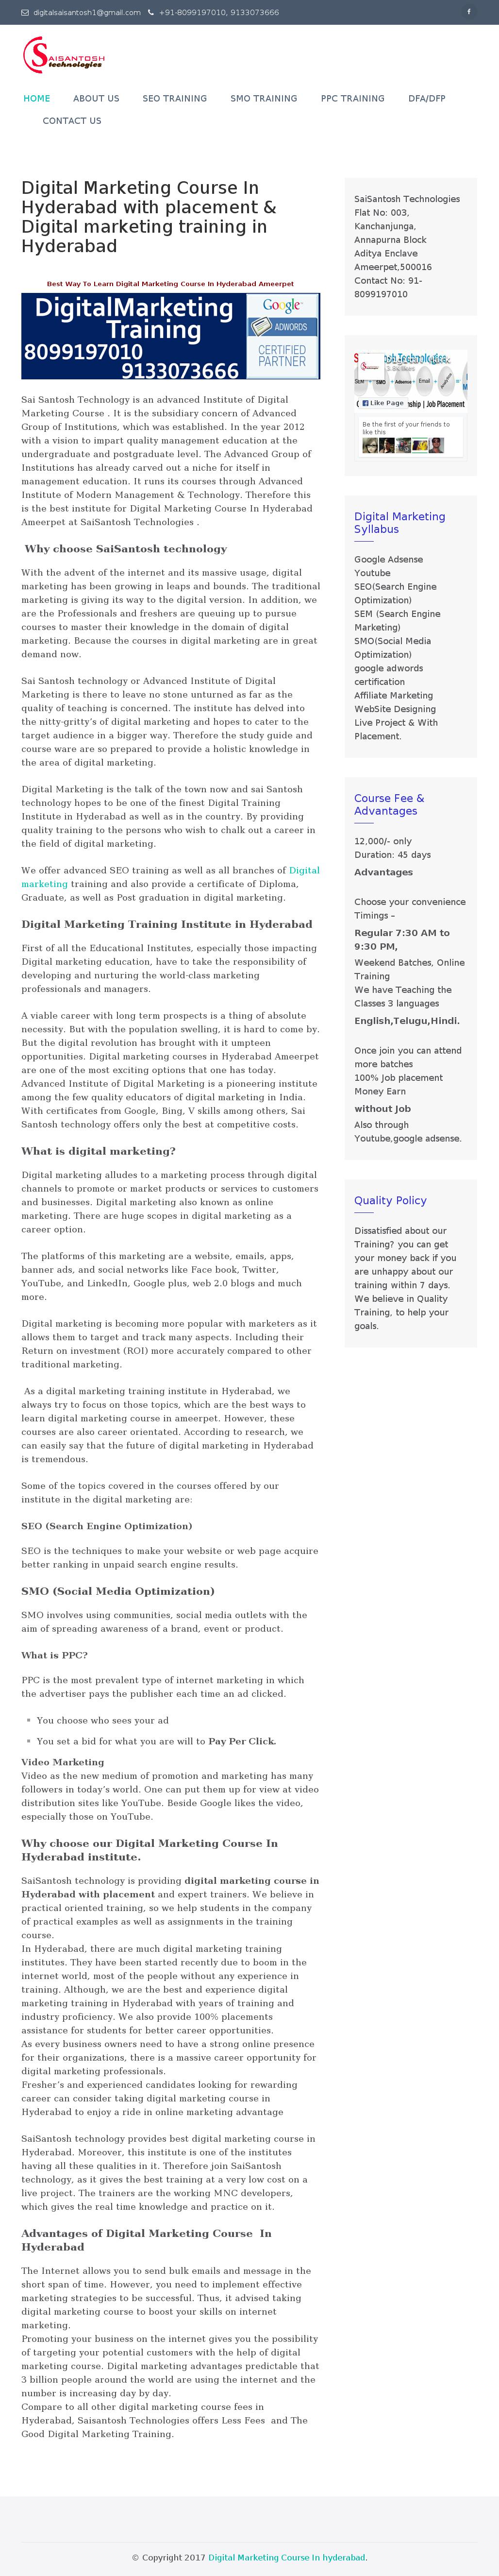 digitalsaisantosh1@gmail.com +91-8099197010, 9133073666
SAISANTOSH
technologies
HOME ABOUT US SEO TRAINING SMO TRAINING PPC TRAINING DFA/DFP
CONTACT US
Digital Marketing Course In
Hyderabad with placement &
Digital marketing training in
Hyderabad
Best Way To Learn Digital Marketing Course In Hyderabad Ameerpet
DigitalMarketing
Training
8099197010
9133073666
Google
ADWORDS
CERTIFIED
PARTNER
Sai Santosh Technology is an advanced Institute of Digital
Marketing Course . It is the subsidiary concern of Advanced
Group of Institutions, which was established. In the year 2012
with a vision to impart quality management education at the
undergraduate and postgraduate level. The Advanced Group of
Institutions has already carved out a niche for itself in
management education. It runs its courses through Advanced
Institute of Modern Management & Technology. Therefore this
is the best institute for Digital Marketing Course In Hyderabad
Ameerpet at SaiSantosh Technologies .
Why choose SaiSantosh technology
With the advent of the internet and its massive usage, digital
marketing has been growing in leaps and bounds. The traditional
marketing is giving its way to the digital version. In addition, we
are the Professionals and freshers are queuing up to pursue
courses to master their knowledge in the domain of digital
marketing. Because the courses in digital marketing are in great
demand now.
Sai Santosh technology or Advanced Institute of Digital
Marketing is there to leave no stone unturned as far as the
quality of teaching is concerned. The institute has delved into
the nitty-gritty's of digital marketing and hopes to cater to the
target audience in a bigger way. Therefore the study guide and
course ware are so prepared to provide a holistic knowledge in
the area of digital marketing.
Digital Marketing is the talk of the town now and sai Santosh
technology hopes to be one of the finest Digital Training
Institute in Hyderabad as well as in the country. By providing
quality training to the persons who wish to chalk out a career in
the field of digital marketing.
We offer advanced SEO training as well as all branches of Digital
marketing training and also provide a certificate of Diploma,
Graduate, as well as Post graduation in digital marketing.
Digital Marketing Training Institute in Hyderabad
First of all the Educational Institutes, especially those impacting
Digital marketing education, have to take the responsibility of
developing and nurturing the world-class marketing
professionals and managers.
A viable career with long term prospects is a thing of absolute
necessity. But with the population swelling, it is hard to come by.
But the digital revolution has brought with it umpteen
opportunities. Digital marketing courses in Hyderabad Ameerpet
are one of the most exciting options that one has today.
Advanced Institute of Digital Marketing is a pioneering institute
among the few quality educators of digital marketing in India.
With certificates from Google, Bing, V skills among others, Sai
Santosh technology offers only the best at competitive costs.
What is digital marketing?
Digital marketing alludes to a marketing process through digital
channels to promote or market products or services to customers
and businesses. Digital marketing also known as online
marketing. There are huge scopes in digital marketing as a
career option.
The platforms of this marketing are a website, emails, apps,
banner ads, and social networks like Face book, Twitter,
YouTube, and LinkedIn, Google plus, web 2.0 blogs and much
more.
Digital marketing is becoming more popular with marketers as it
allows them to target and track many aspects. Including their
Return on investment (ROI) more accurately compared to other
traditional marketing.
As a digital marketing training institute in Hyderabad, we
always try to focus on those topics, which are the best ways to
learn digital marketing course in ameerpet. However, these
courses are also career orientated. According to research, we
can easily say that the future of digital marketing in Hyderabad
is tremendous.
Some of the topics covered in the courses offered by our
institute in the digital marketing are:
SEO (Search Engine Optimization)
SEO is the techniques to make your website or web page acquire
better ranking in unpaid search engine results.
SMO (Social Media Optimization)
SMO involves using communities, social media outlets with the
aim of spreading awareness of a brand, event or product.
What is PPC?
PPC is the most prevalent type of internet marketing in which
the advertiser pays the publisher each time an ad clicked.
You choose who sees your ad
You set a bid for what you are will to Pay Per Click.
Video Marketing
Video as the new medium of promotion and marketing has many
followers in today's world. One can put them up for view at video
distribution sites like YouTube. Beside Google likes the video,
especially those on YouTube.
Why choose our Digital Marketing Course In
Hyderabad institute.
SaiSantosh technology is providing digital marketing course in
Hyderabad with placement and expert trainers. We believe in
practical oriented training, so we help students in the company
of practical examples as well as assignments in the training
course.
In Hyderabad, there are much digital marketing training
institutes. They have been started recently due to boom in the
internet world, most of the people without any experience in
training. Although, we are the best and experience digital
marketing training in Hyderabad with years of training and
industry proficiency. We also provide 100% placements
assistance for students for better career opportunities.
As every business owners need to have a strong online presence
for their organizations, there is a massive career opportunity for
digital marketing professionals.
Fresher's and experienced candidates looking for rewarding
career can consider taking digital marketing course in
Hyderabad to enjoy a ride in online marketing advantage
SaiSantosh technology provides best digital marketing course in
Hyderabad. Moreover, this institute is one of the institutes
having all these qualities in it. Therefore join SaiSantosh
technology, as it gives the best training at a very low cost on a
live project. The trainers are the working MNC developers,
which gives the real time knowledge and practice on it.
Advantages of Digital Marketing Course In
Hyderabad
The Internet allows you to send bulk emails and message in the
short span of time. However, you need to implement effective
marketing strategies to be successful. Thus, it advised taking
digital marketing course to boost your skills on internet
marketing.
Promoting your business on the internet gives you the possibility
of targeting your potential customers with the help of digital
marketing course. Digital marketing advantages predictable that
3 billion people around the world are using the internet and the
number is increasing day by day.
Compare to all other digital marketing course fees in
Hyderabad, Saisantosh Technologies offers Less Fees and The
Good Digital Marketing Training.
SaiSantosh Technologies
Flat No: 003,
Kanchanjunga,
Annapurna Block
Aditya Enclave
Ameerpet,500016
Contact No: 91-
8099197010
Like Page
Job Placement
Be the first of your friends to
like this
Digital Marketing
Syllabus
Google Adsense
Youtube
SEO(Search Engine
Optimization)
SEM (Search Engine
Marketing)
SMO(Social Media
Optimization)
google adwords
certification
Affiliate Marketing
WebSite Designing
Live Project & With
Placement.
Course Fee &
Advantages
12,000/- only
Duration: 45 days
Advantages
Choose your convenience
Timings –
Regular 7:30 AM to
9:30 PM,
Weekend Batches, Online
Training
We have Teaching the
Classes 3 languages
English,Telugu,Hindi.
Once join you can attend
more batches
100% Job placement
Money Earn
without Job
Also through
Youtube,google adsense.
Quality Policy
Dissatisfied about our
Training? you can get
your money back if you
are unhappy about our
training within 7 days.
We believe in Quality
Training, to help your
goals.
© Copyright 2017 Digital Marketing Course In hyderabad.